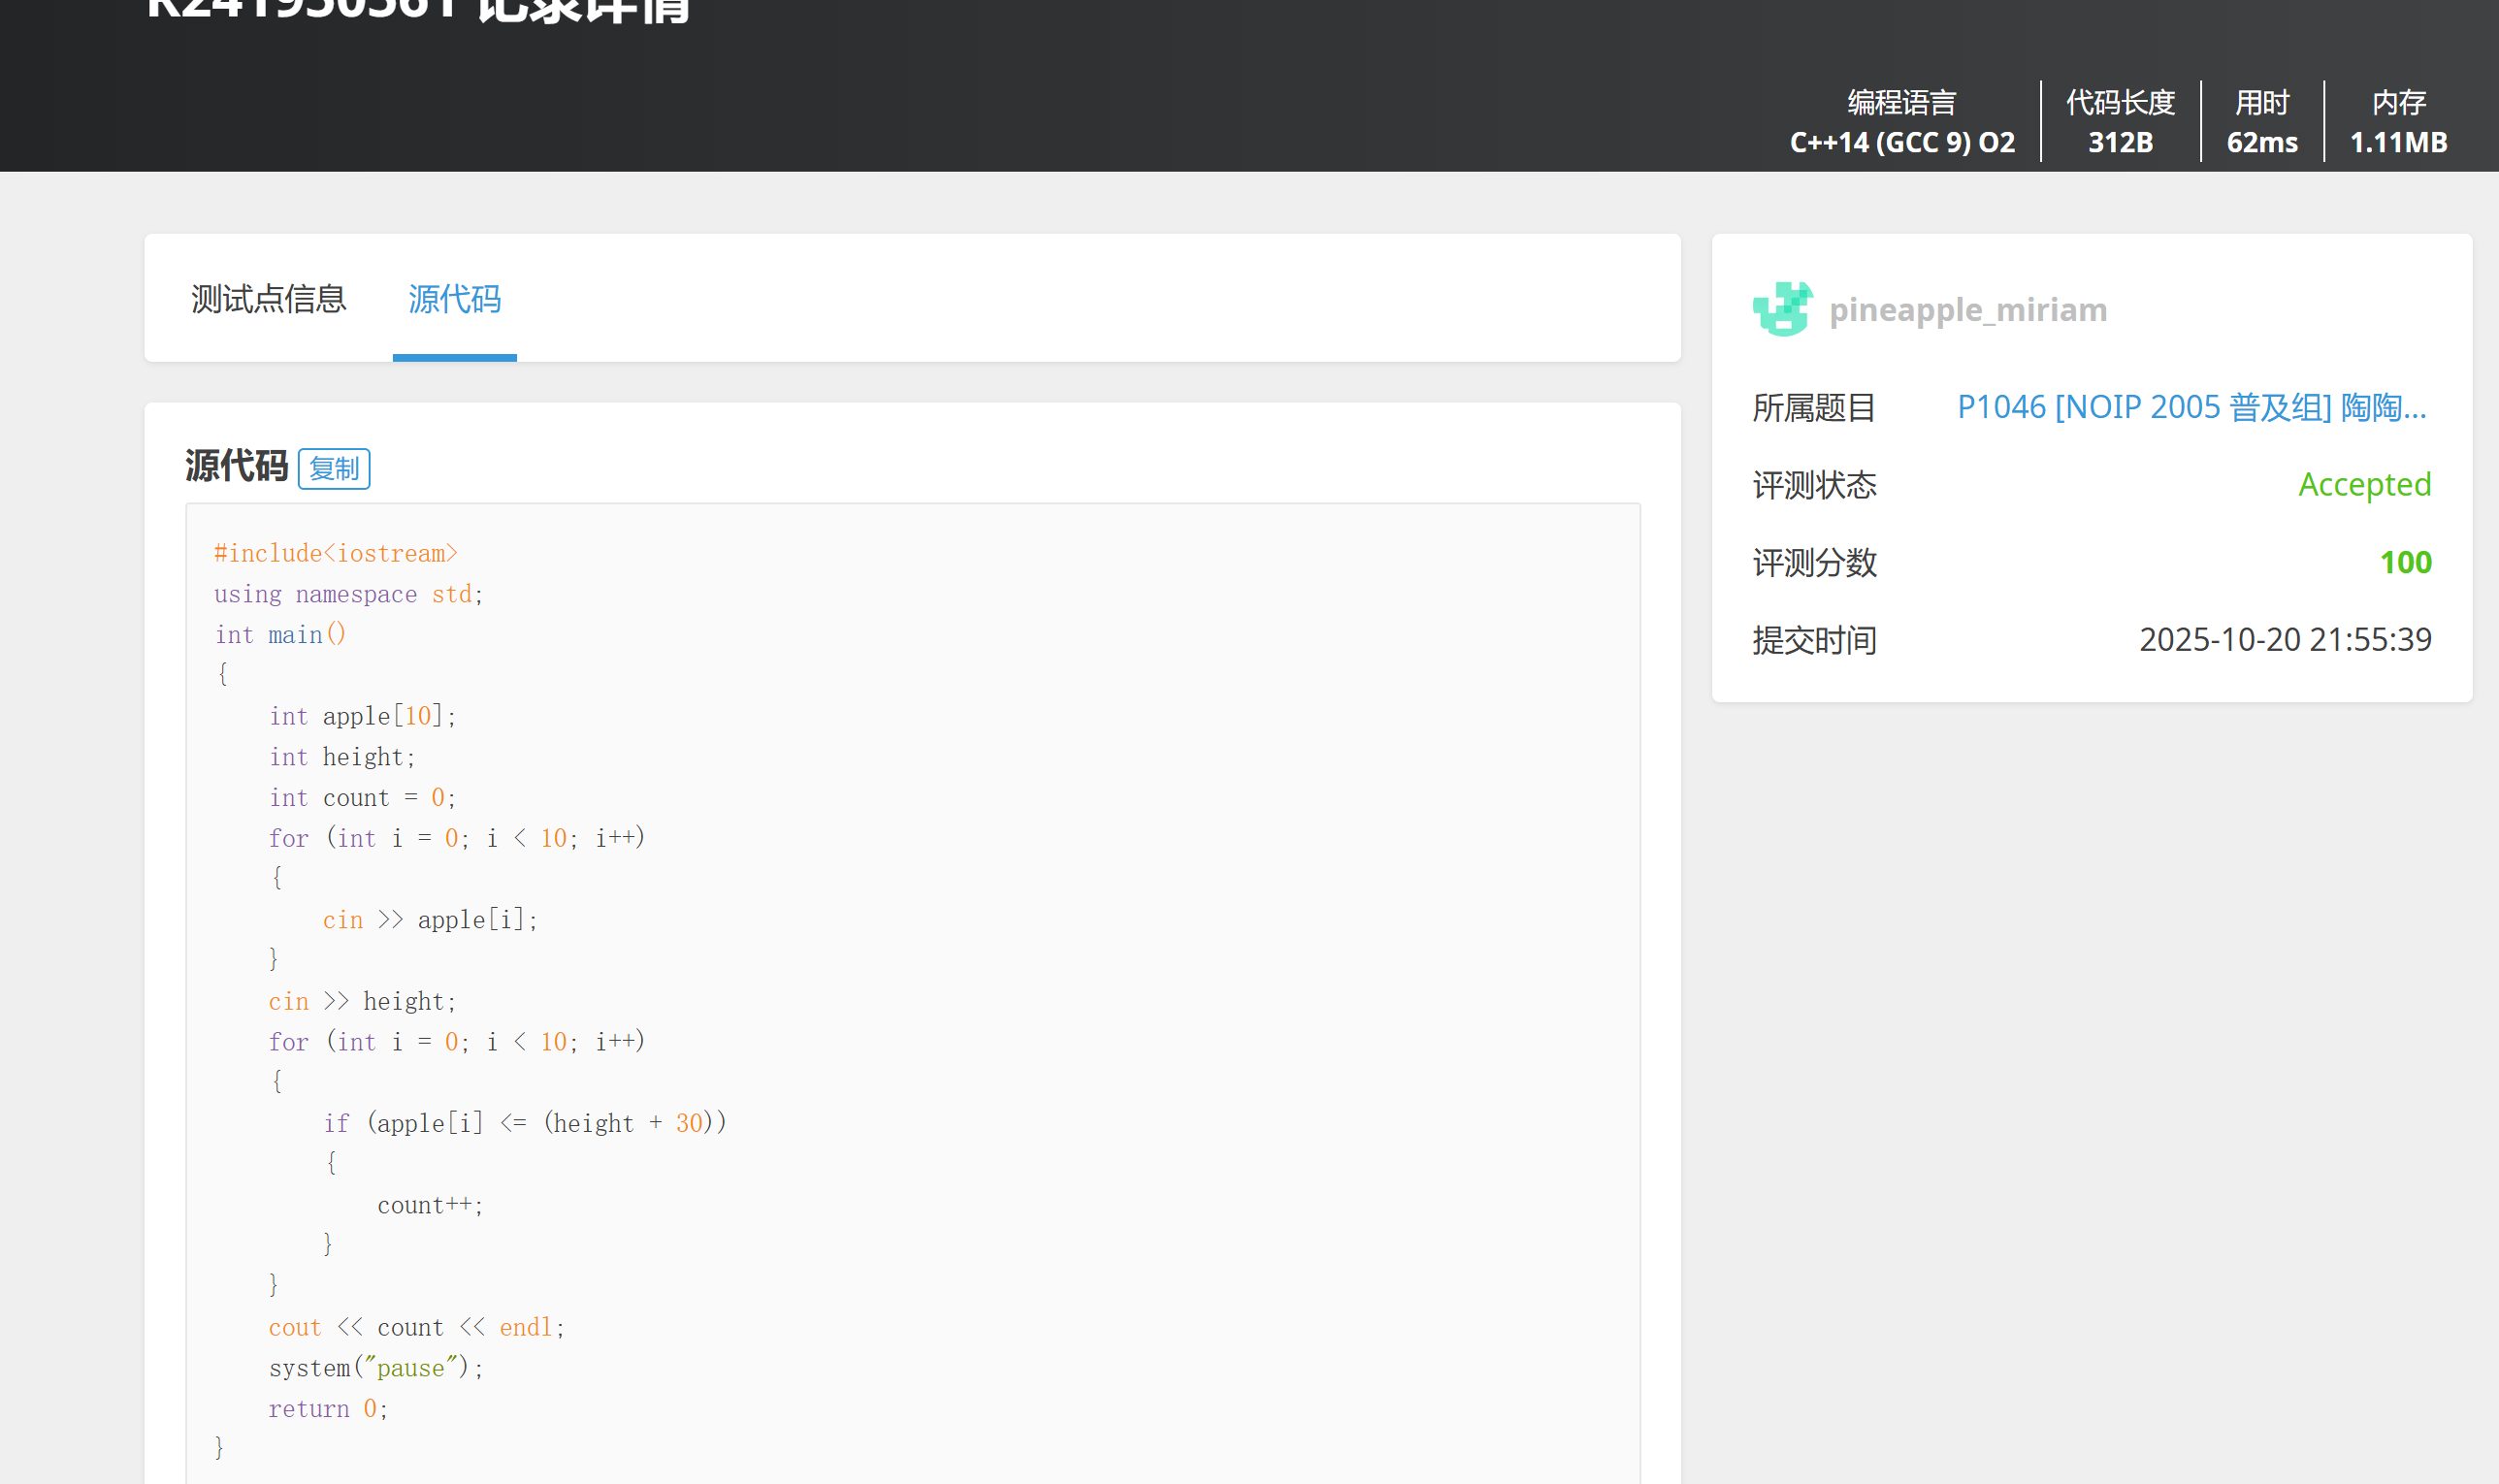 记录详情
编程语言
C++14 (GCC 9) O2
代码长度
312B
用时
62ms
内存
1.11MB
测试点信息
源代码
源代码 复制
#include<iostream>
using namespace std;
int main()
{
    int apple[10];
    int height;
    int count = 0;
    for (int i = 0; i < 10; i++)
    {
        cin >> apple[i];
    }
    cin >> height;
    for (int i = 0; i < 10; i++)
    {
        if (apple[i] <= (height + 30))
        {
            count++;
        }
    }
    cout << count << endl;
    system("pause");
    return 0;
}
pineapple_miriam
所属题目 P1046 [NOIP 2005 普及组] 陶陶...
评测状态 Accepted
评测分数 100
提交时间 2025-10-20 21:55:39